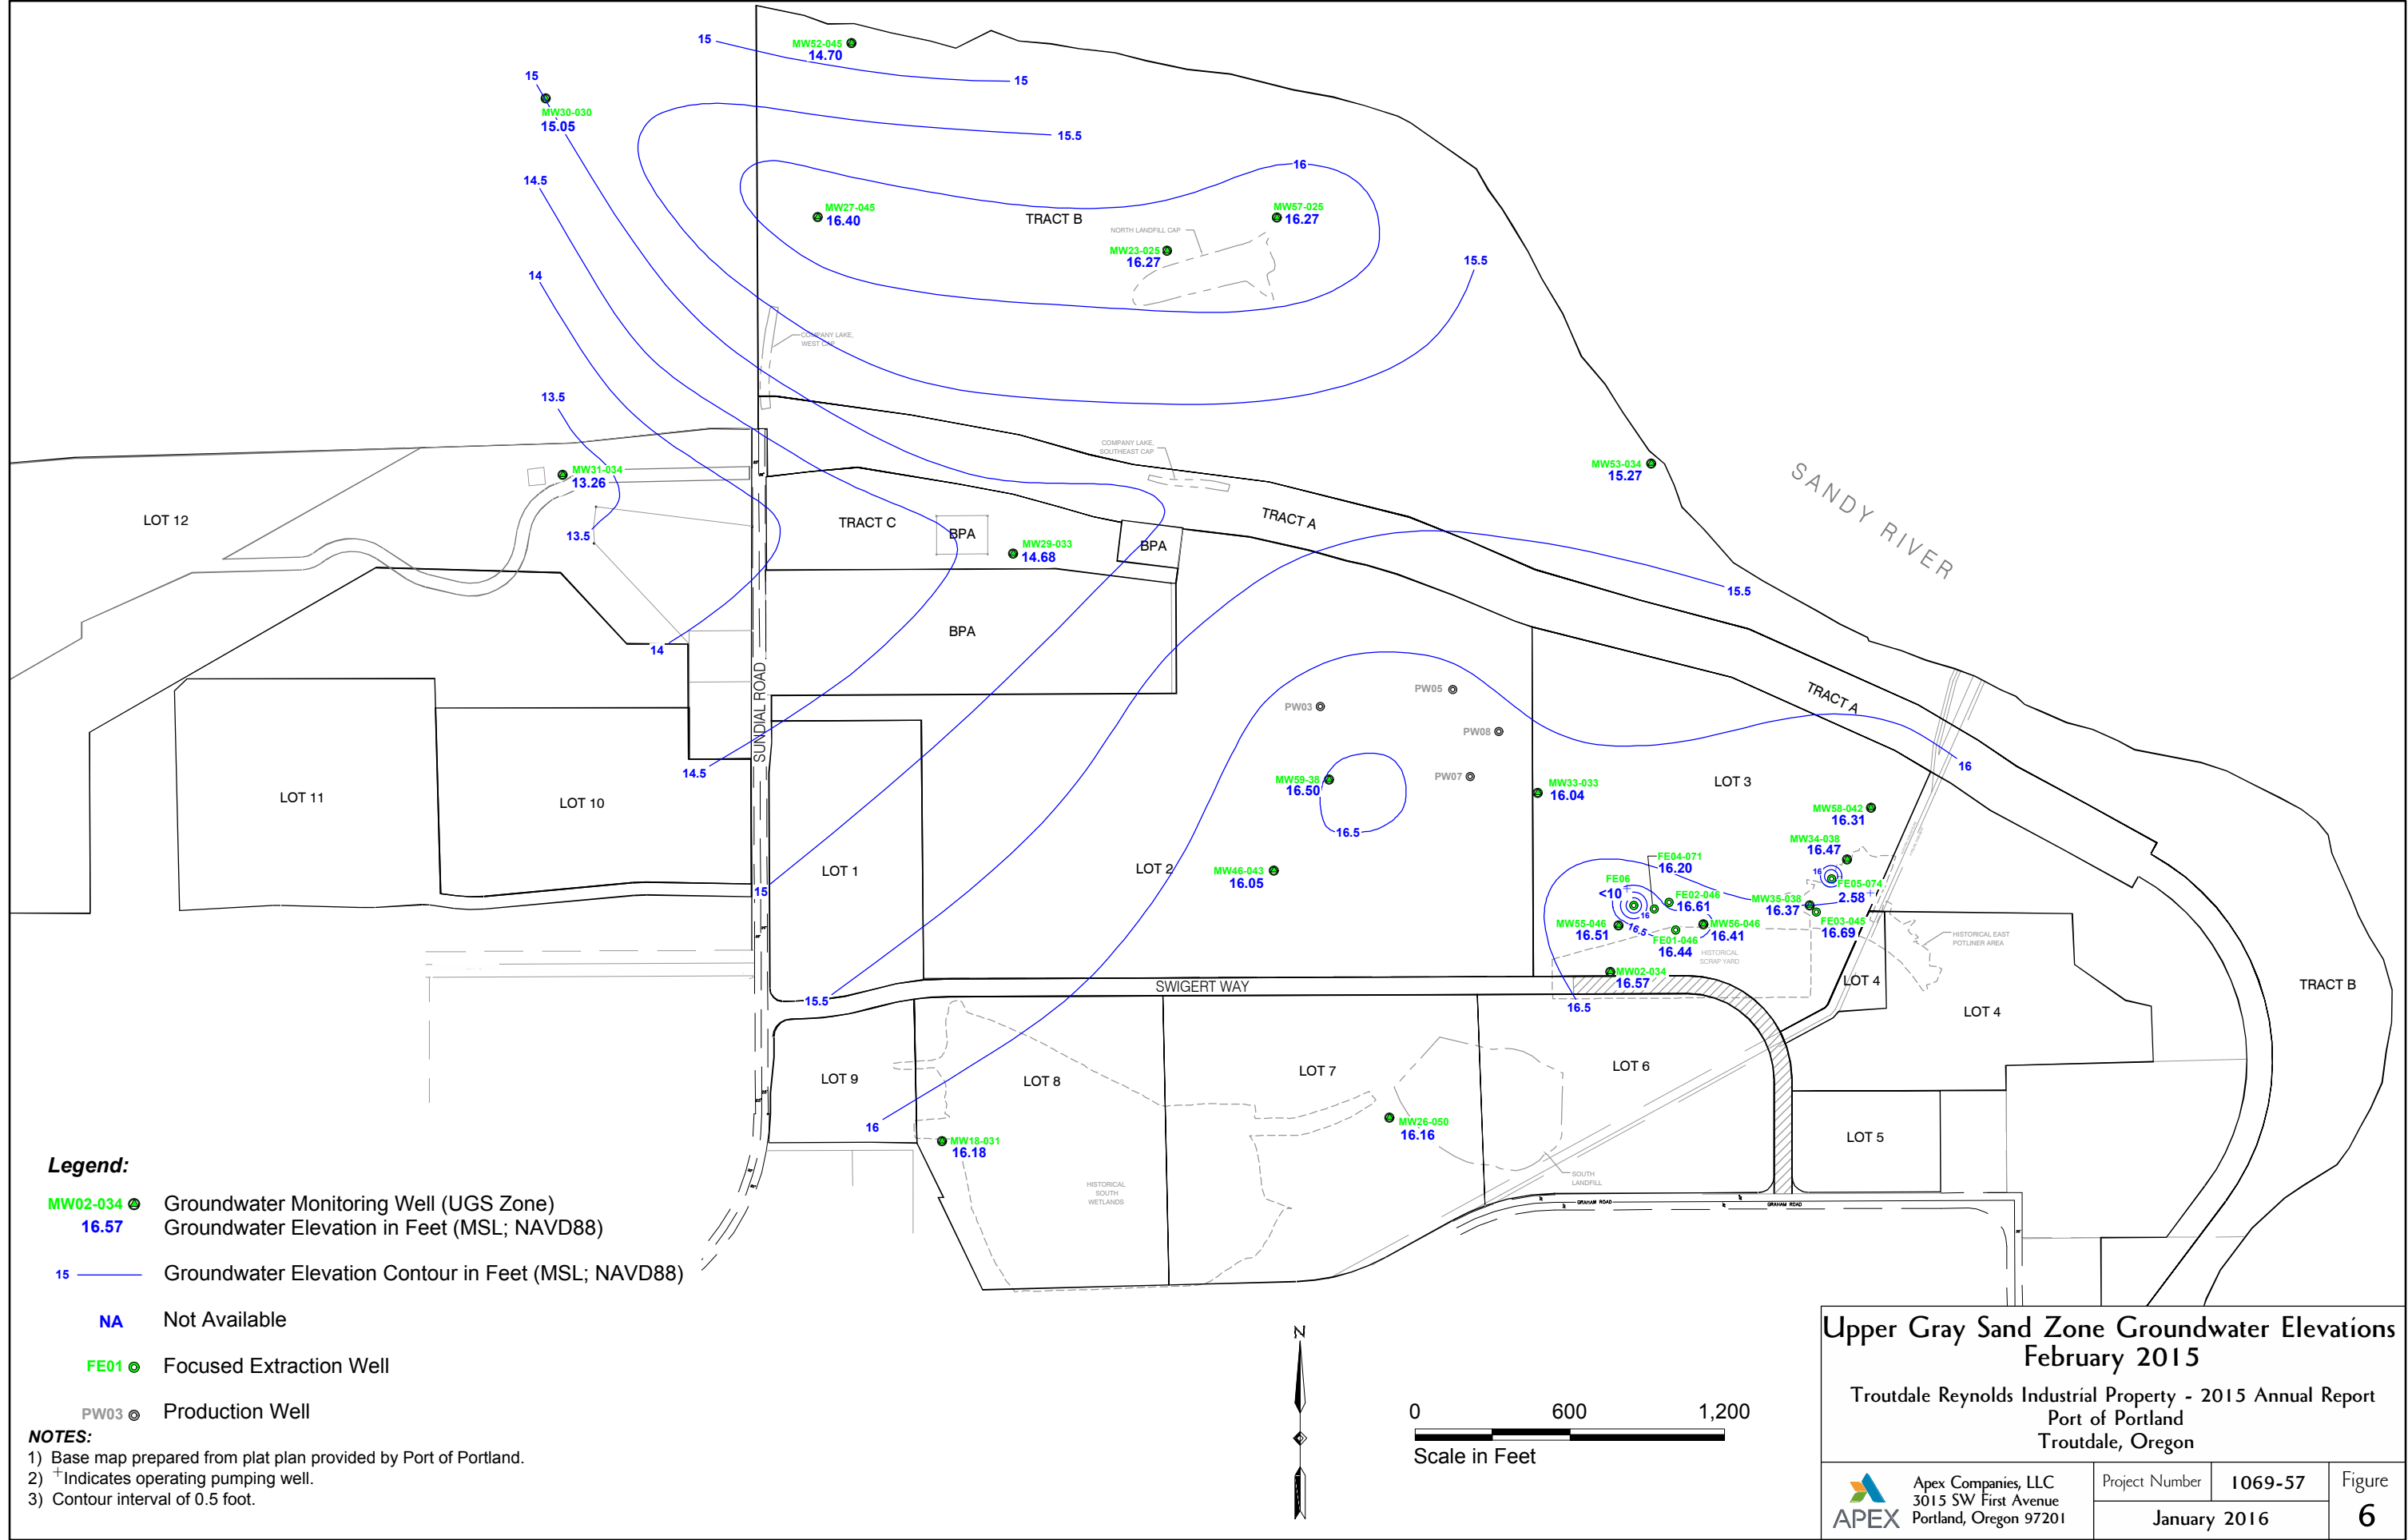 15
MW52-045
14.70
15
15
MW30-030
15.05
15.5
14.5
16
MW27-045
16.40
TRACT B
MW57-025
16.27
NORTH LANDFILL CAP
MW23-025
16.27
15.5
14
COMPANY LAKE,
WEST CAP
13.5
COMPANY LAKE,
SOUTHEAST CAP
MW53-034
15.27
SANDY RIVER
MW31-034
13.26
LOT 12
13.5
TRACT C
BPA
MW29-033
14.68
BPA
TRACT A
15.5
BPA
14
SUNDIAL ROAD
PW05
PW03
PW08
TRACT A
16
14.5
MW59-38
16.50
PW07
MW33-033
16.04
LOT 3
LOT 11
LOT 10
MW58-042
16.31
16.5
MW34-038
16.47
LOT 1
LOT 2
MW46-043
16.05
FE04-071
16.20
16
FE05-074
2.58+
FE06
<10+
15
FE02-046
16.61
16
MW35-038
16.37
FE03-045
16.69
MW55-046
16.51
16.5
MW56-046
16.41
FE01-046
16.44
HISTORICAL
SCRAP YARD
HISTORICAL EAST
POTLINER AREA
MW02-034
16.57
LOT 4
TRACT B
SWIGERT WAY
15.5
16.5
LOT 4
LOT 9
LOT 8
LOT 7
LOT 6
16
MW26-050
16.16
MW18-031
16.18
LOT 5
HISTORICAL
SOUTH
WETLANDS
SOUTH
LANDFILL
GRAHAM ROAD
GRAHAM ROAD
Legend:
MW02-034 Groundwater Monitoring Well (UGS Zone)
16.57 Groundwater Elevation in Feet (MSL; NAVD88)
15 Groundwater Elevation Contour in Feet (MSL; NAVD88)
NA Not Available
FE01 Focused Extraction Well
PW03 Production Well
NOTES:
1) Base map prepared from plat plan provided by Port of Portland.
2) +Indicates operating pumping well.
3) Contour interval of 0.5 foot.
N
0 600 1,200
Scale in Feet
Upper Gray Sand Zone Groundwater Elevations
February 2015
Troutdale Reynolds Industrial Property - 2015 Annual Report
Port of Portland
Troutdale, Oregon
APEX
Apex Companies, LLC
3015 SW First Avenue
Portland, Oregon 97201
Project Number 1069-57
January 2016
Figure
6